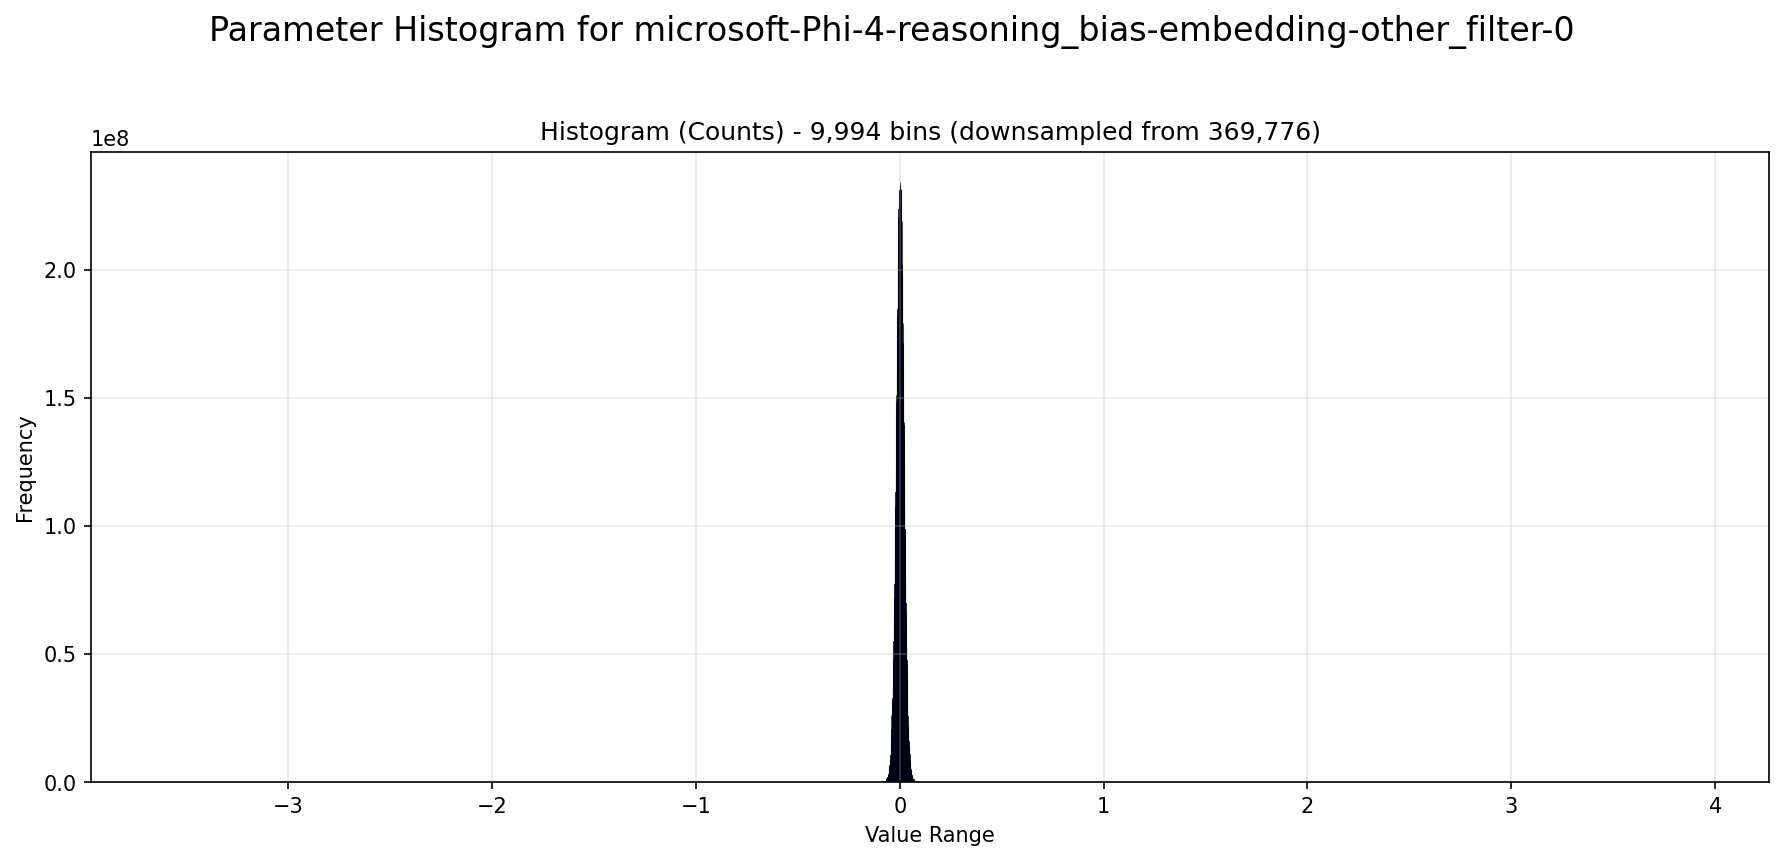 Parameter Histogram for microsoft-Phi-4-reasoning_bias-embedding-other_filter-0
Histogram (Counts) - 9,994 bins (downsampled from 369,776)
1e8
2.0
1.5
1.0
0.5
0.0
Frequency
−3 −2 −1 0 1 2 3 4
Value Range